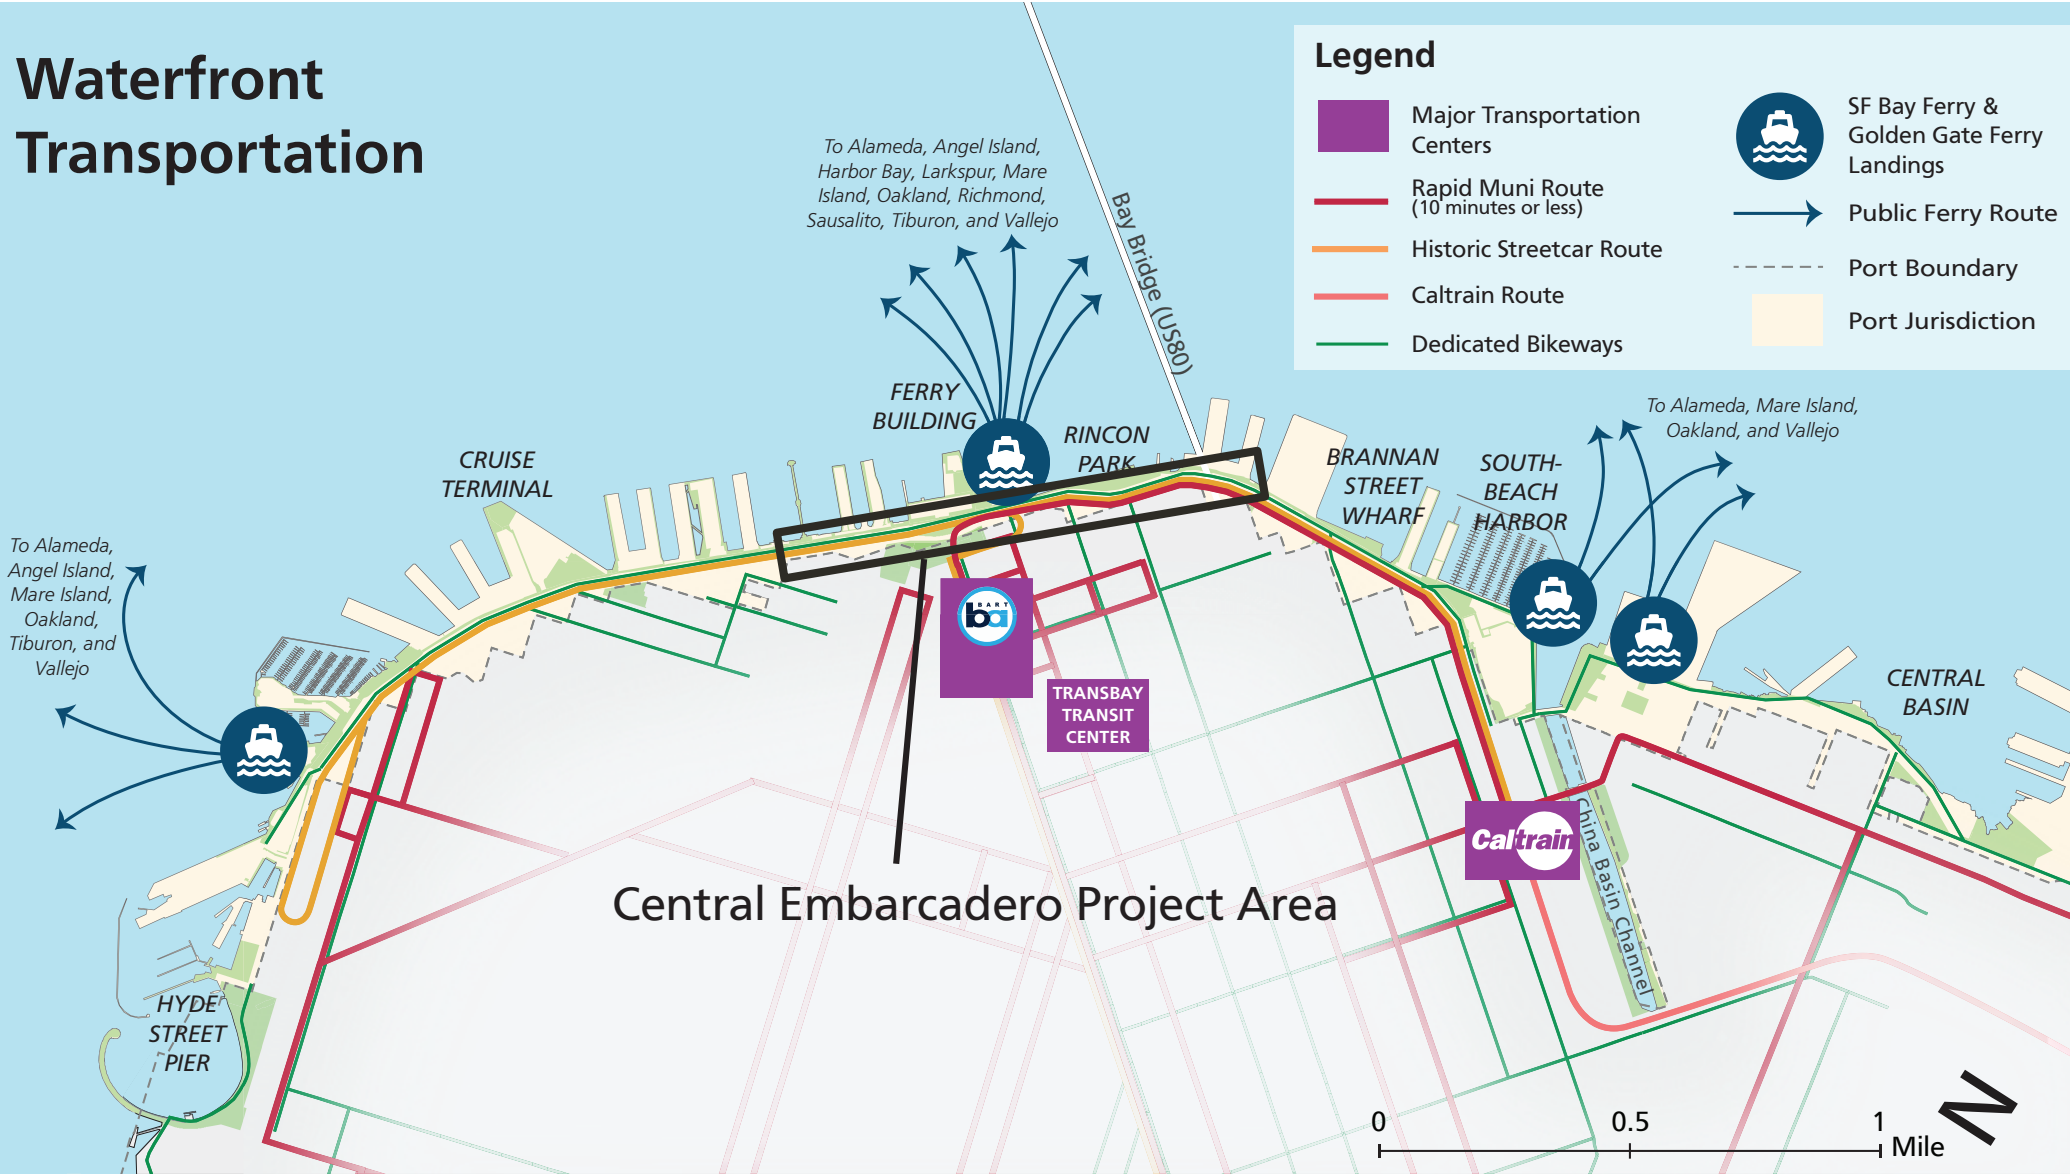 Waterfront
Transportation
Legend
Major Transportation
Centers
Rapid Muni Route
(10 minutes or less)
Historic Streetcar Route
Caltrain Route
Dedicated Bikeways
SF Bay Ferry &
Golden Gate Ferry
Landings
Public Ferry Route
Port Boundary
Port Jurisdiction
To Alameda, Angel Island,
Harbor Bay, Larkspur, Mare
Island, Oakland, Richmond,
Sausalito, Tiburon, and Vallejo
Bay Bridge (US80)
FERRY
BUILDING
RINCON
PARK
CRUISE
TERMINAL
BRANNAN
STREET
WHARF
SOUTH-
BEACH
HARBOR
To Alameda, Mare Island,
Oakland, and Vallejo
To Alameda,
Angel Island,
Mare Island,
Oakland,
Tiburon, and
Vallejo
BART
ba
TRANSBAY
TRANSIT
CENTER
CENTRAL
BASIN
Caltrain
China Basin Channel
Central Embarcadero Project Area
HYDE
STREET
PIER
0 0.5 1
Mile
N